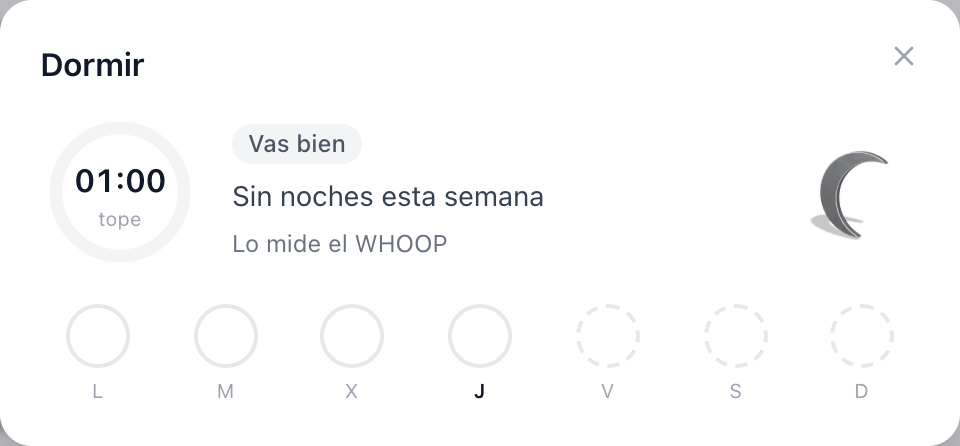 Dormir
01:00
tope
Vas bien
Sin noches esta semana
Lo mide el WHOOP
L M X J V S D